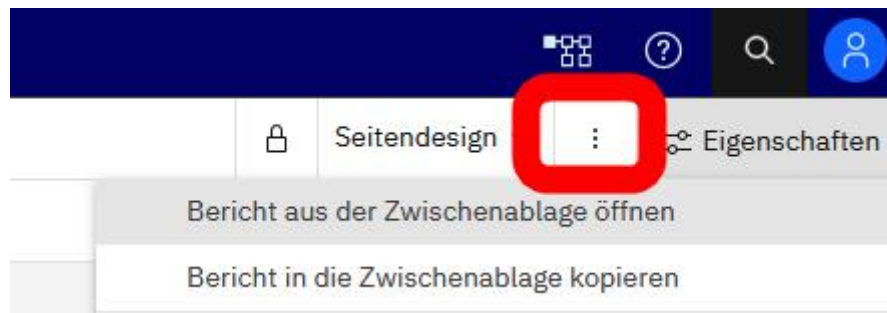 Seitendesign
Eigenschaften
Bericht aus der Zwischenablage öffnen
Bericht in die Zwischenablage kopieren